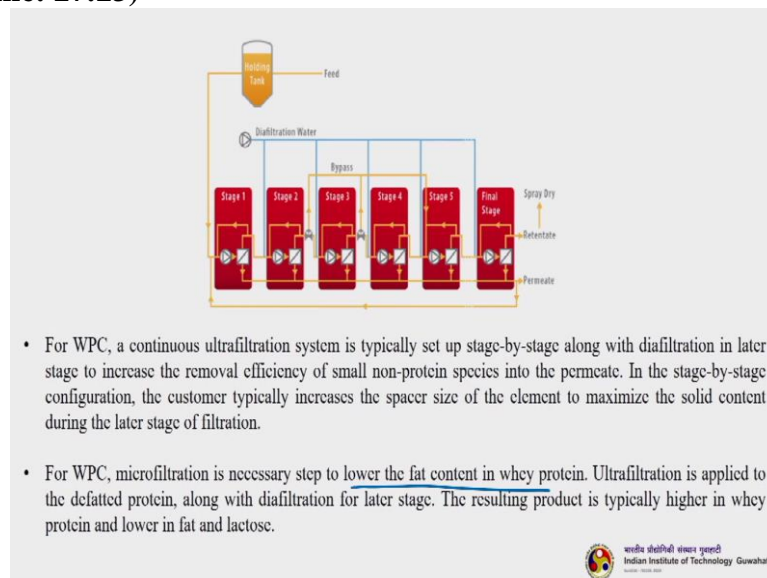 Holding
Tank
Feed
Diafiltration Water
Bypass
Stage 1
Stage 2
Stage 3
Stage 4
Stage 5
Final
Stage
Spray Dry
Retentate
Permeate
• For WPC, a continuous ultrafiltration system is typically set up stage-by-stage along with diafiltration in later
stage to increase the removal efficiency of small non-protein species into the permeate. In the stage-by-stage
configuration, the customer typically increases the spacer size of the element to maximize the solid content
during the later stage of filtration.
• For WPC, microfiltration is necessary step to lower the fat content in whey protein. Ultrafiltration is applied to
the defatted protein, along with diafiltration for later stage. The resulting product is typically higher in whey
protein and lower in fat and lactose.
भारतीय प्रौद्योगिकी संस्थान गुवाहाटी
Indian Institute of Technology Guwahat